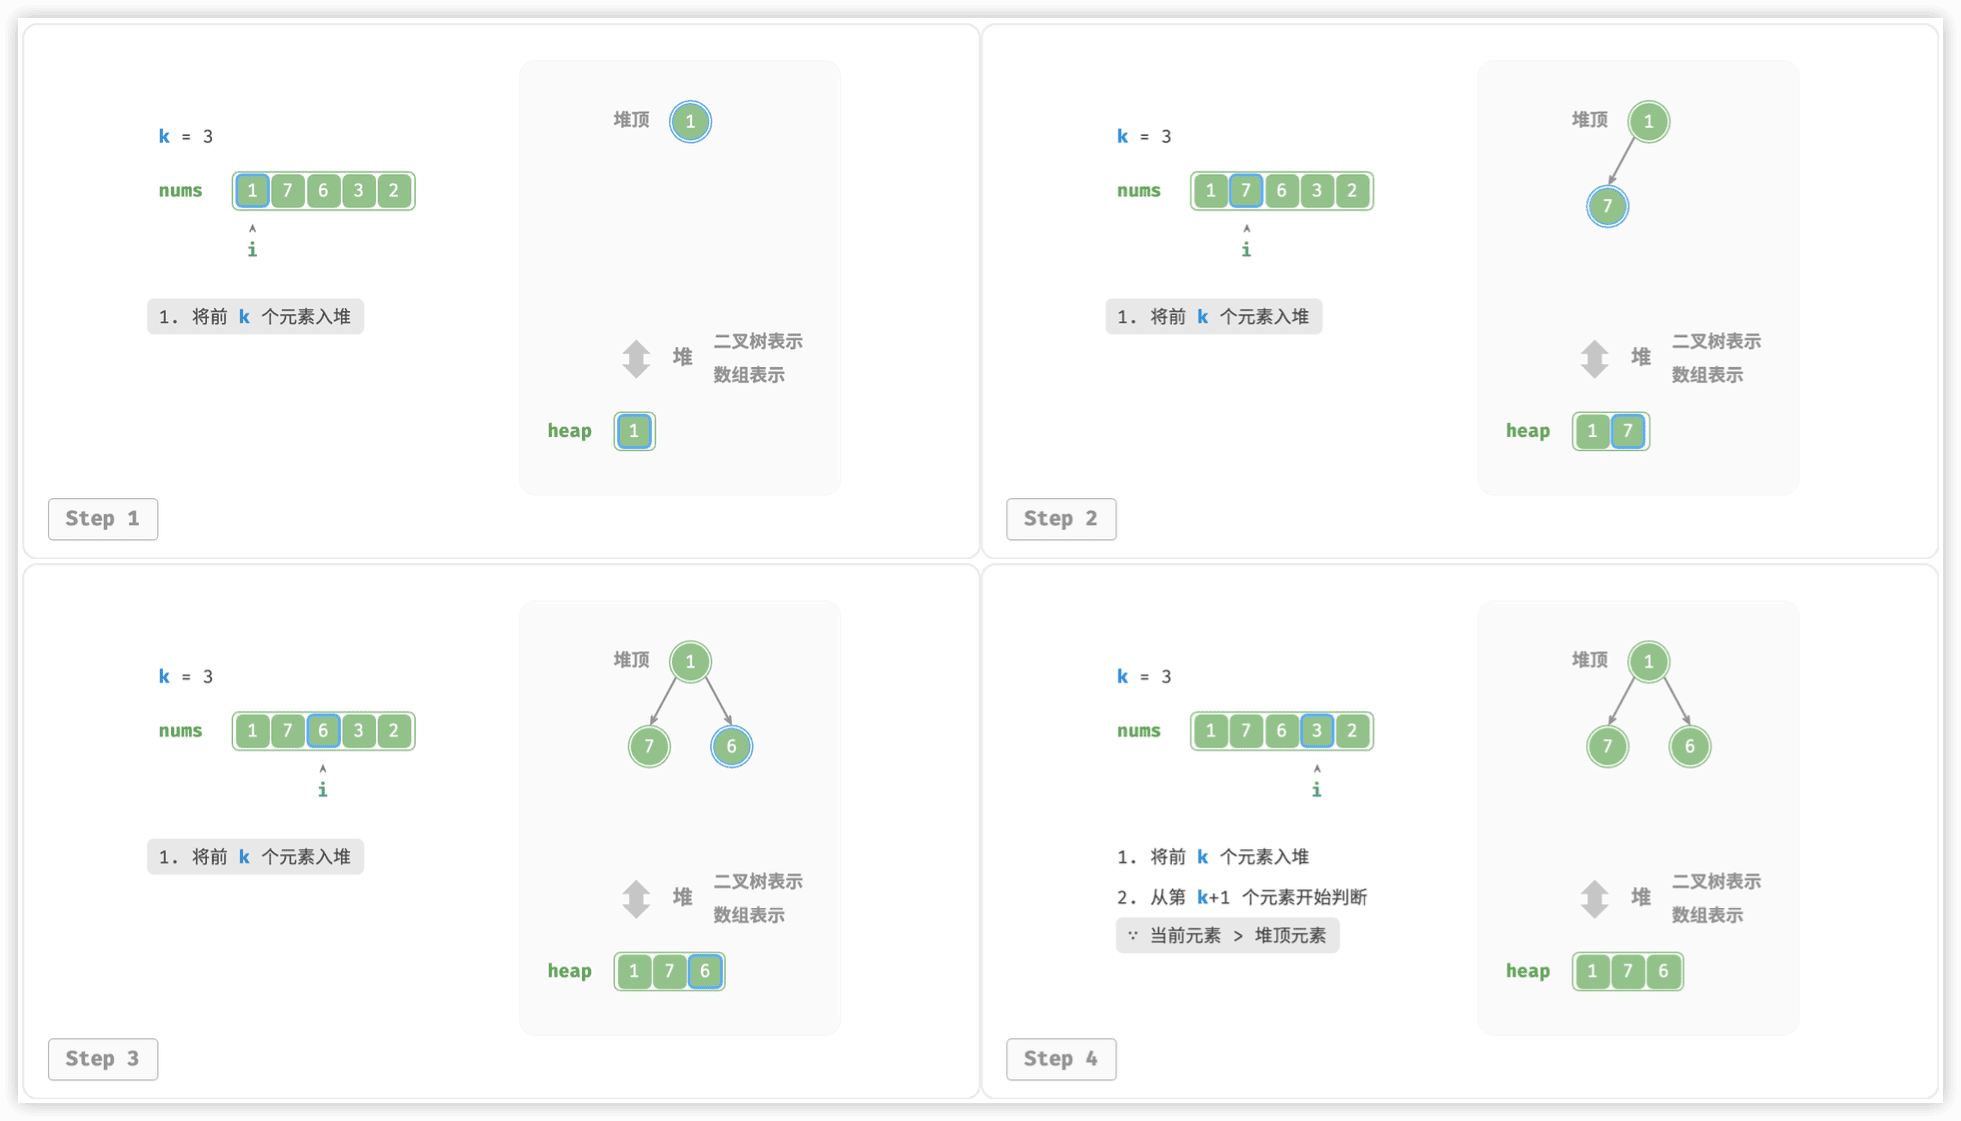 堆顶 1
k = 3
nums 1 7 6 3 2
^
i
1. 将前 k 个元素入堆
堆 二叉树表示
数组表示
heap 1
Step 1
堆顶 1
k = 3
nums 1 7 6 3 2
7
^
i
1. 将前 k 个元素入堆
堆 二叉树表示
数组表示
heap 1 7
Step 2
堆顶 1
k = 3
nums 1 7 6 3 2
7 6
^
i
1. 将前 k 个元素入堆
堆 二叉树表示
数组表示
heap 1 7 6
Step 3
堆顶 1
k = 3
nums 1 7 6 3 2
7 6
^
i
1. 将前 k 个元素入堆
2. 从第 k+1 个元素开始判断
∵ 当前元素 > 堆顶元素
堆 二叉树表示
数组表示
heap 1 7 6
Step 4